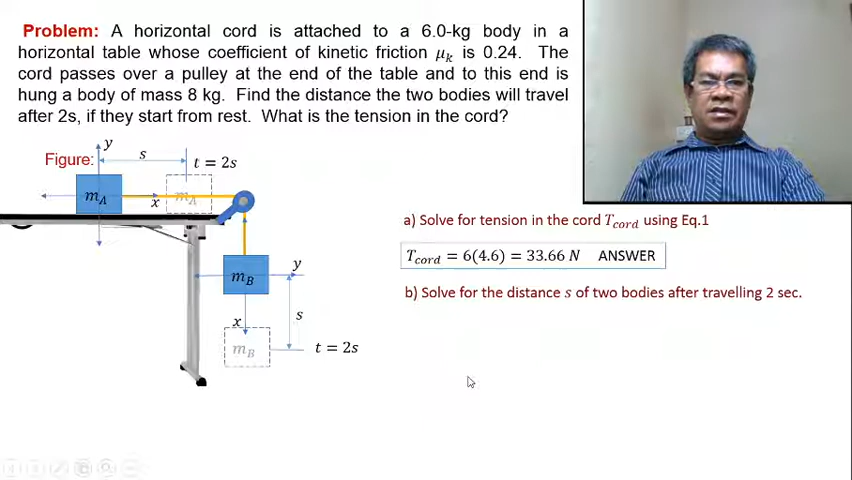 Problem: A horizontal cord is attached to a 6.0-kg body in a
horizontal table whose coefficient of kinetic friction μk is 0.24. The
cord passes over a pulley at the end of the table and to this end is
hung a body of mass 8 kg. Find the distance the two bodies will travel
after 2s, if they start from rest. What is the tension in the cord?
Figure:
y
s
t = 2s
mA
x
mA
a) Solve for tension in the cord Tcord using Eq.1
Tcord = 6(4.6) = 33.66 N ANSWER
b) Solve for the distance s of two bodies after travelling 2 sec.
mB
y
s
x
mB
t = 2s